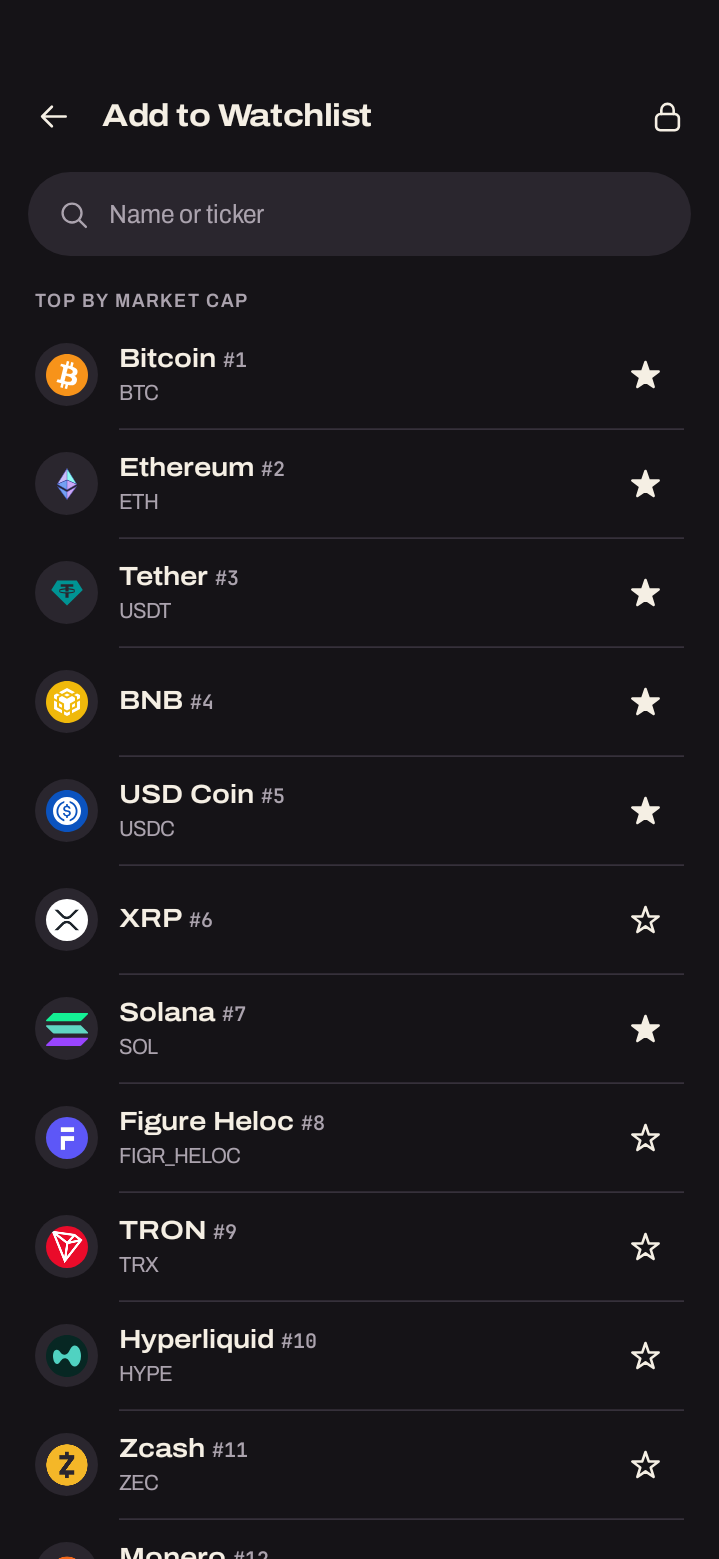 Add to Watchlist
Name or ticker
TOP BY MARKET CAP
Bitcoin #1
BTC
Ethereum #2
ETH
Tether #3
USDT
BNB #4
USD Coin #5
USDC
XRP #6
Solana #7
SOL
Figure Heloc #8
FIGR_HELOC
TRON #9
TRX
Hyperliquid #10
HYPE
Zcash #11
ZEC
Monero #12